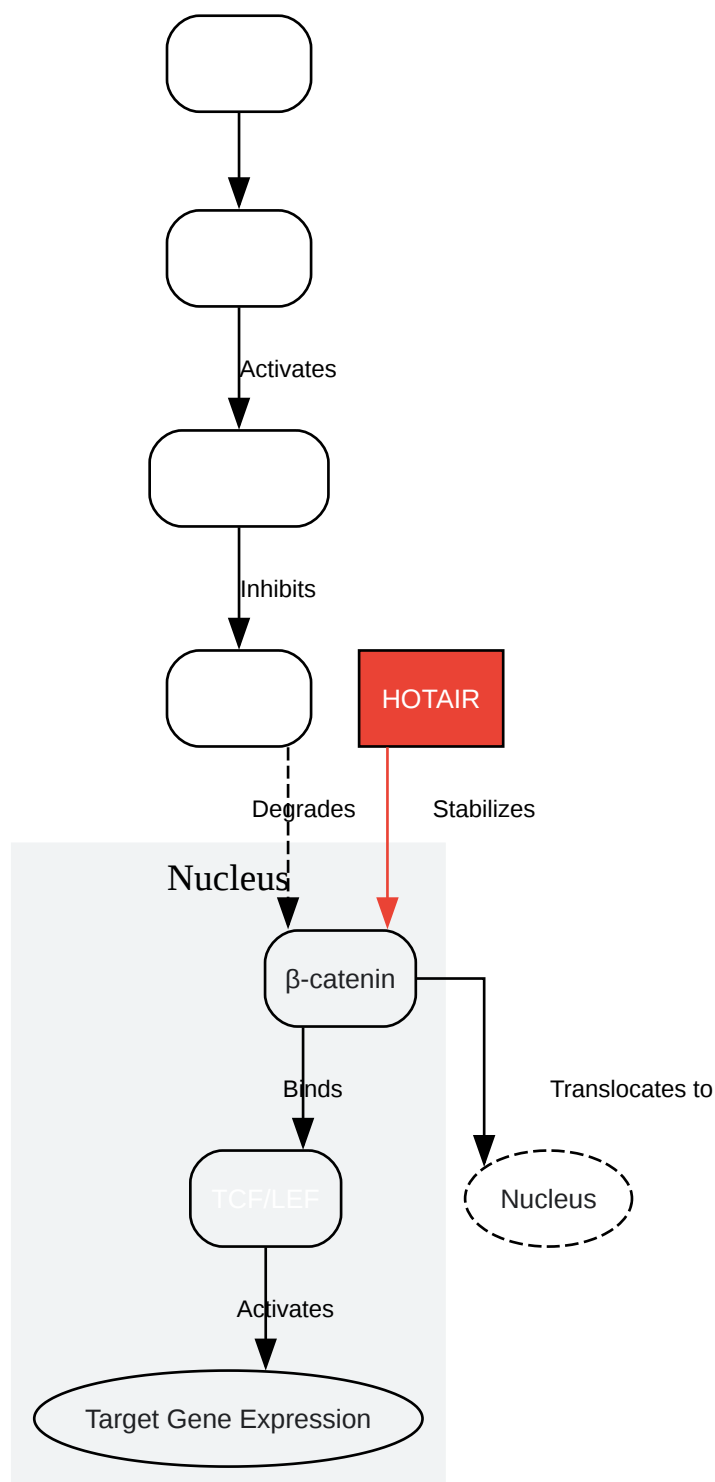 Activates
Inhibits
HOTAIR
Degrades
Stabilizes
Nucleus
β-catenin
Binds
Translocates to
TCF/LEF
Nucleus
Activates
Target Gene Expression